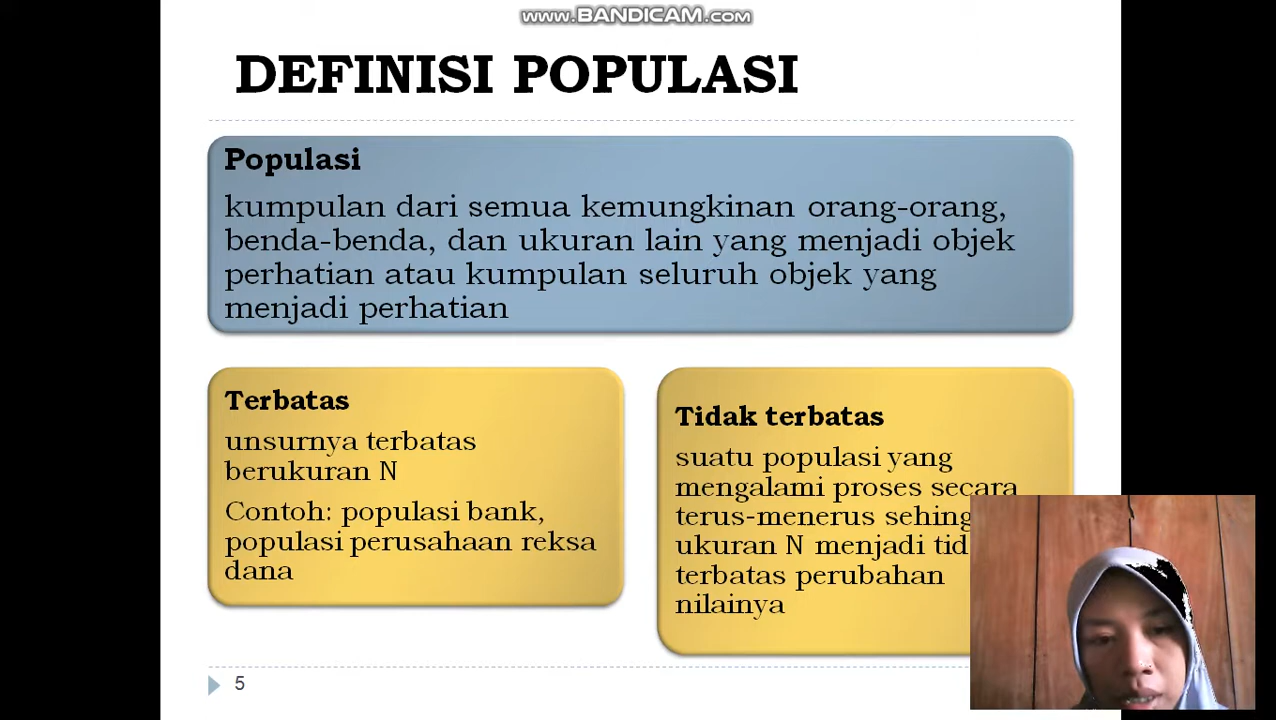 www.BANDICAM.com
DEFINISI POPULASI
Populasi
kumpulan dari semua kemungkinan orang-orang,
benda-benda, dan ukuran lain yang menjadi objek
perhatian atau kumpulan seluruh objek yang
menjadi perhatian
Terbatas
unsurnya terbatas
berukuran N
Contoh: populasi bank,
populasi perusahaan reksa
dana
Tidak terbatas
suatu populasi yang
mengalami proses secara
terus-menerus
ukuran N menjadi
terbatas perubahan
nilainya
5